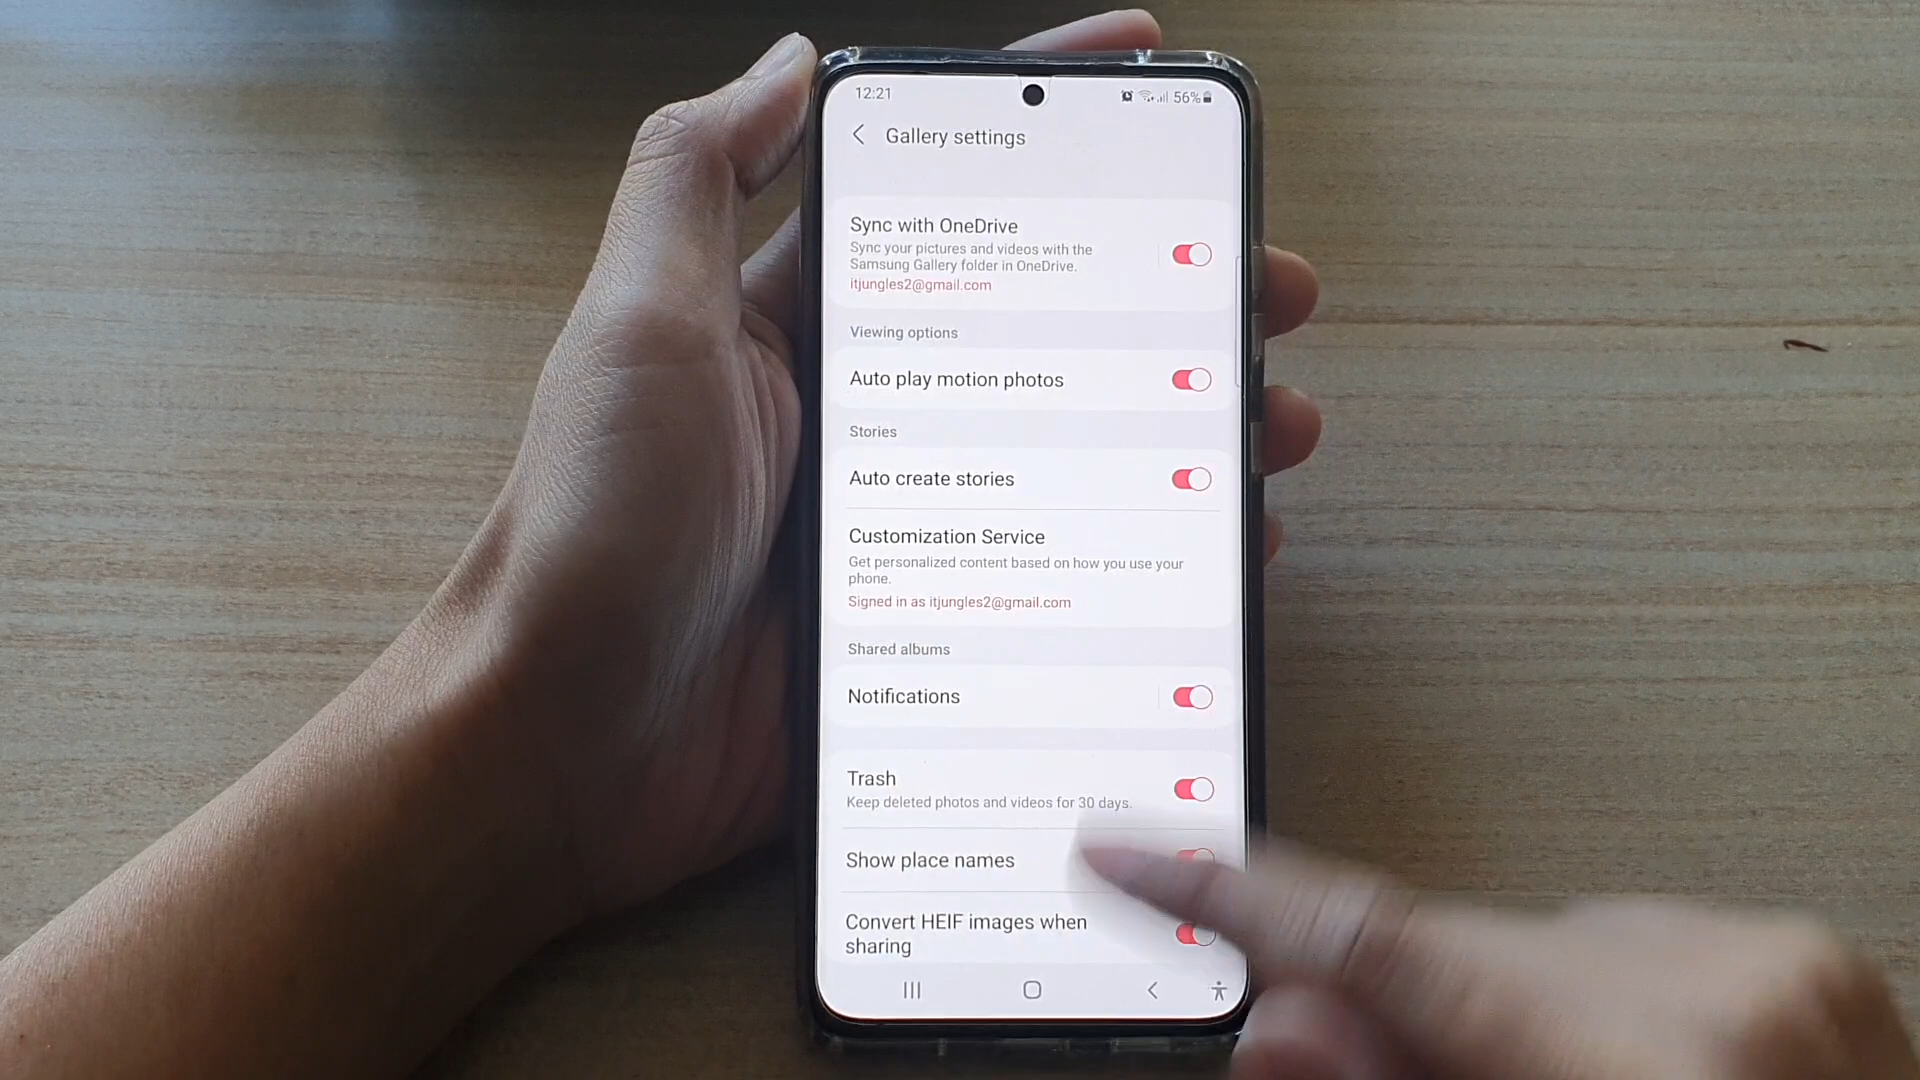 12:21
56%
Gallery settings
Sync with OneDrive
Sync your pictures and videos with the
Samsung Gallery folder in OneDrive.
itjungles2@gmail.com
Viewing options
Auto play motion photos
Stories
Auto create stories
Customization Service
Get personalized content based on how you use your
phone.
Signed in as itjungles2@gmail.com
Shared albums
Notifications
Trash
Keep deleted photos and videos for 30 days.
Show place names
Convert HEIF images when
sharing